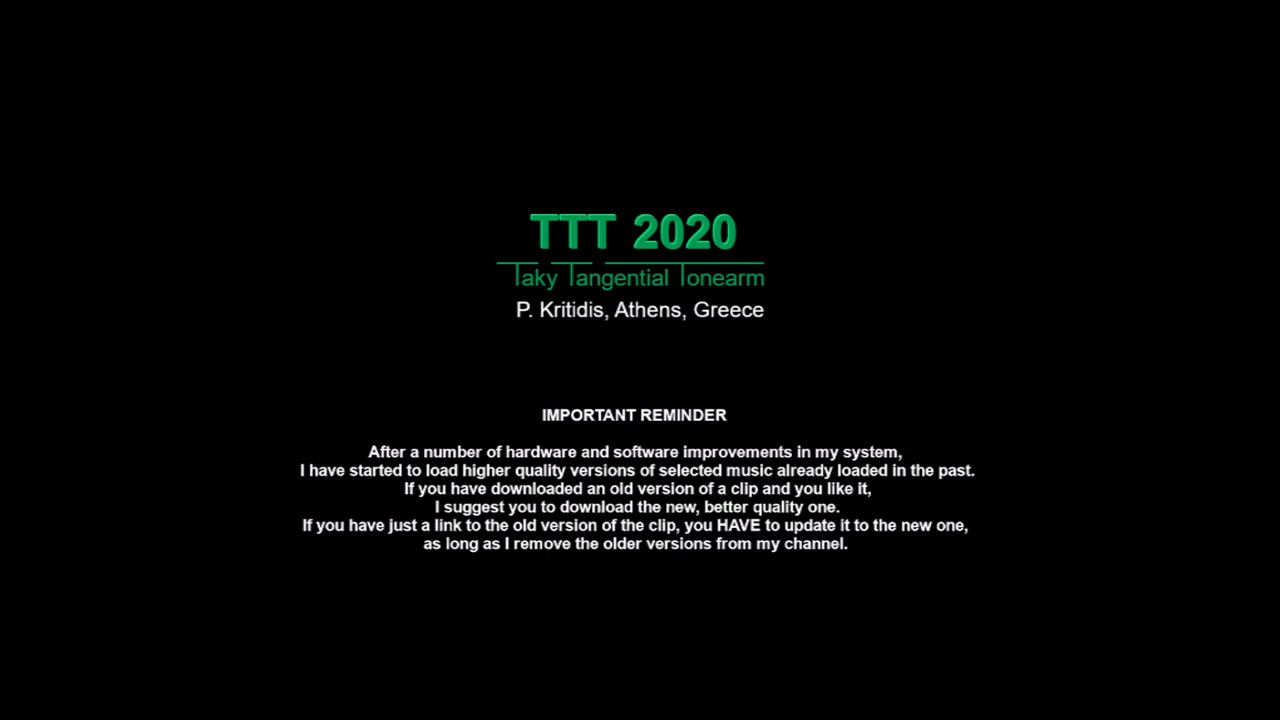 TTT 2020
Taky Tangential Tonearm
P. Kritidis, Athens, Greece
IMPORTANT REMINDER
After a number of hardware and software improvements in my system,
I have started to load higher quality versions of selected music already loaded in the past.
If you have downloaded an old version of a clip and you like it,
I suggest you to download the new, better quality one.
If you have just a link to the old version of the clip, you HAVE to update it to the new one,
as long as I remove the older versions from my channel.